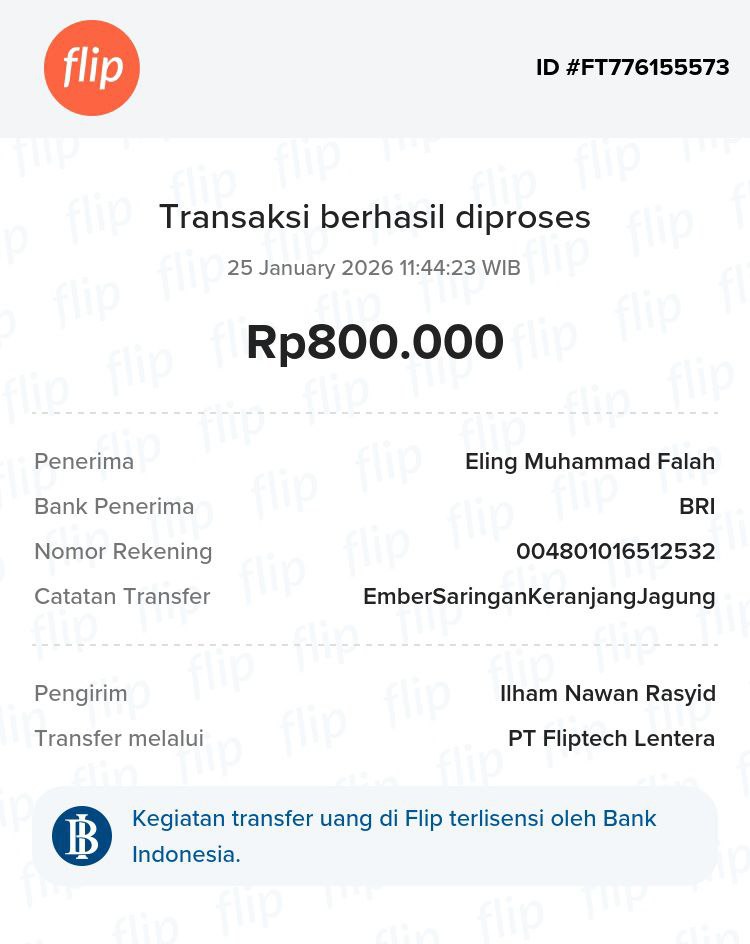 flip
ID #FT776155573
Transaksi berhasil diproses
25 January 2026 11:44:23 WIB
Rp800.000
Penerima Eling Muhammad Falah
Bank Penerima BRI
Nomor Rekening 004801016512532
Catatan Transfer EmberSaringanKeranjangJagung
Pengirim Ilham Nawan Rasyid
Transfer melalui PT Fliptech Lentera
Kegiatan transfer uang di Flip terlisensi oleh Bank
Indonesia.